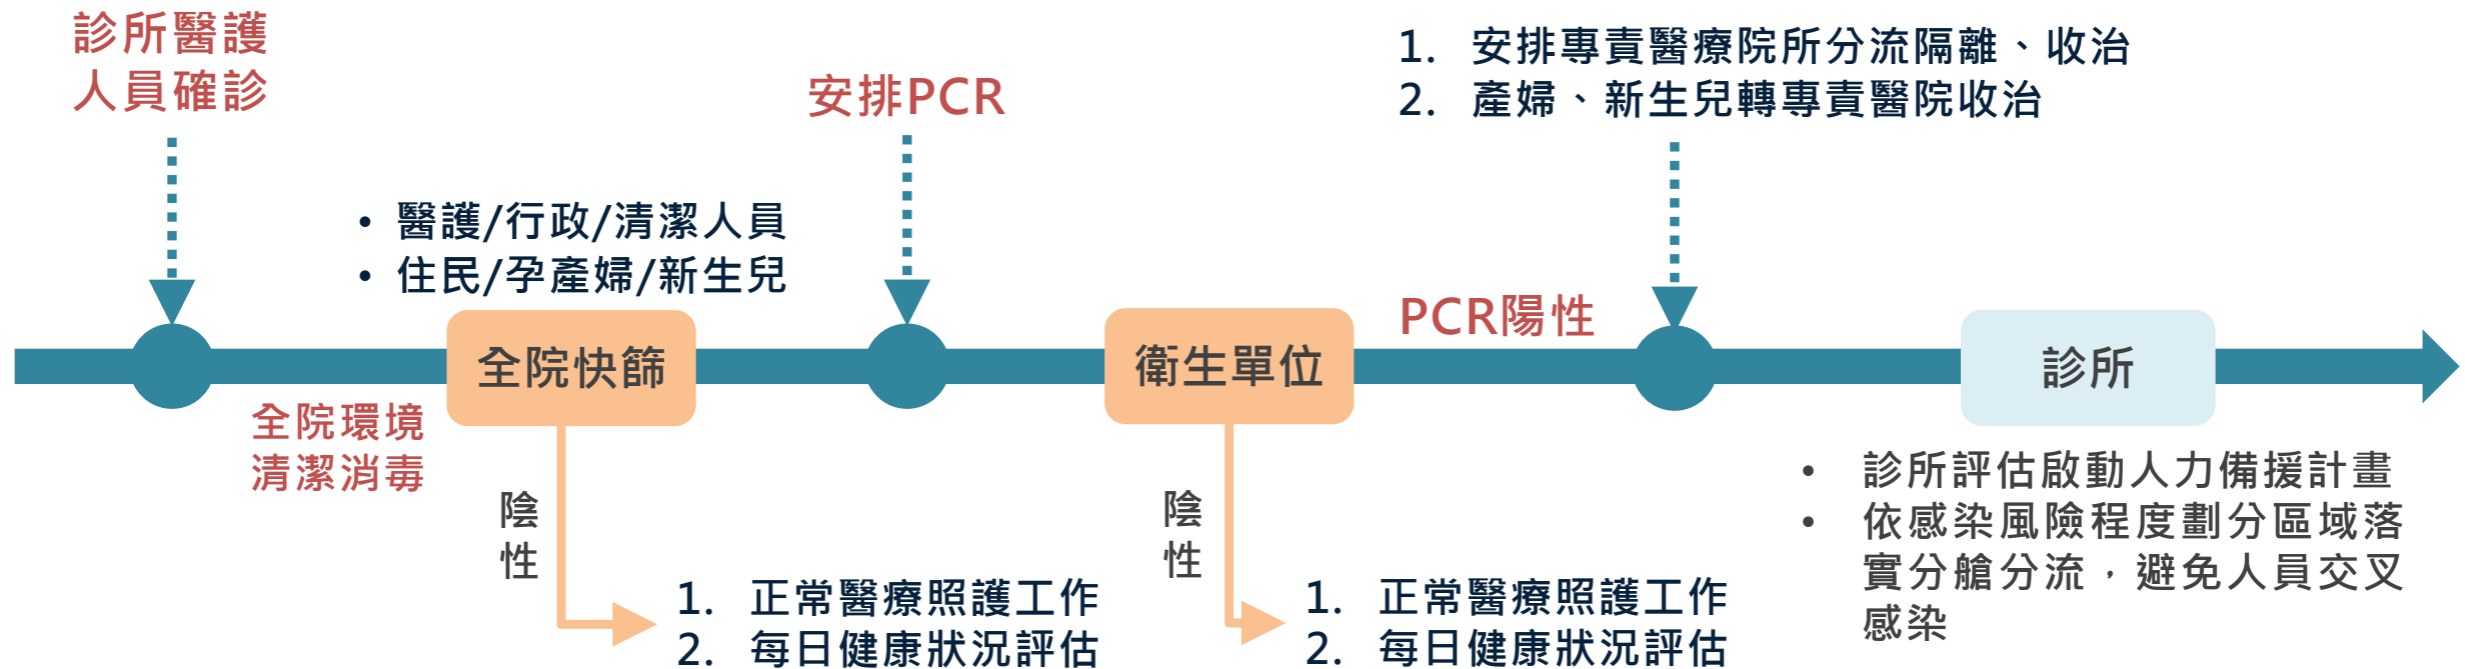 診所醫護
人員確診
全院環境
清潔消毒
• 醫護/行政/清潔人員
• 住民/孕產婦/新生兒
全院快篩
陰性
1. 正常醫療照護工作
2. 每日健康狀況評估
安排PCR
衛生單位
陰性
1. 正常醫療照護工作
2. 每日健康狀況評估
PCR陽性
1. 安排專責醫療院所分流隔離、收治
2. 產婦、新生兒轉專責醫院收治
診所
• 診所評估啟動人力備援計畫
• 依感染風險程度劃分區域落
實分艙分流，避免人員交叉
感染